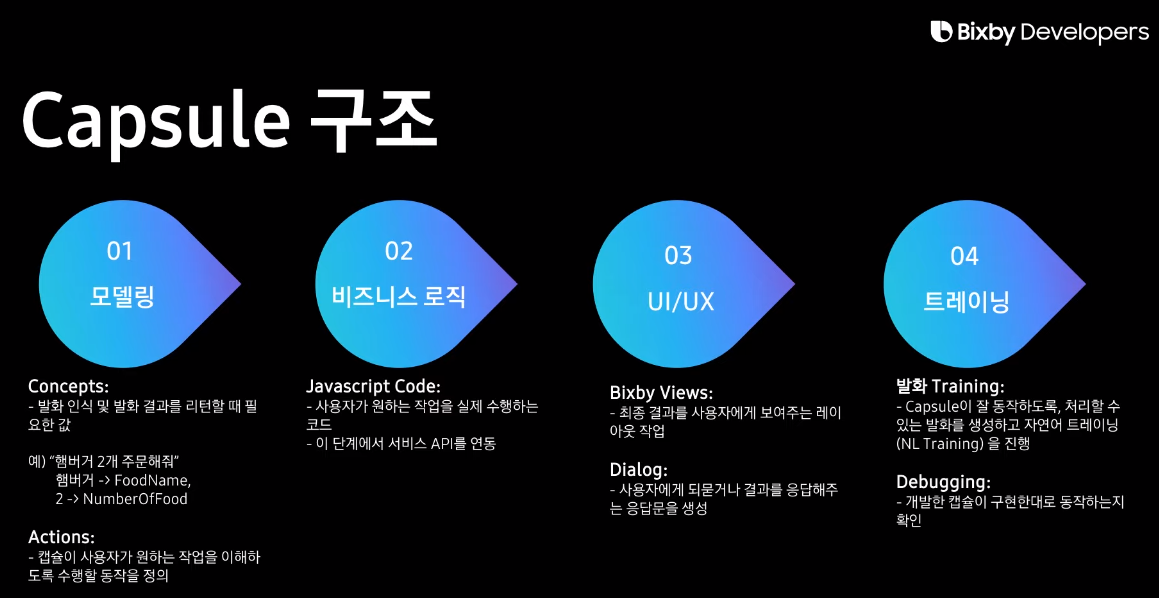 Bixby Developers
Capsule 구조
01
모델링
Concepts:
- 발화 인식 및 발화 결과를 리턴할 때 필
요한 값
예) “햄버거 2개 주문해줘”
햄버거 -> FoodName,
2 -> NumberOfFood
Actions:
- 캡슐이 사용자가 원하는 작업을 이해하
도록 수행할 동작을 정의
02
비즈니스 로직
Javascript Code:
- 사용자가 원하는 작업을 실제 수행하는
코드
- 이 단계에서 서비스 API를 연동
03
UI/UX
Bixby Views:
- 최종 결과를 사용자에게 보여주는 레이
아웃 작업
Dialog:
- 사용자에게 되묻거나 결과를 응답해주
는 응답문을 생성
04
트레이닝
발화 Training:
- Capsule이 잘 동작하도록, 처리할 수
있는 발화를 생성하고 자연어 트레이닝
(NL Training) 을 진행
Debugging:
- 개발한 캡슐이 구현한대로 동작하는지
확인